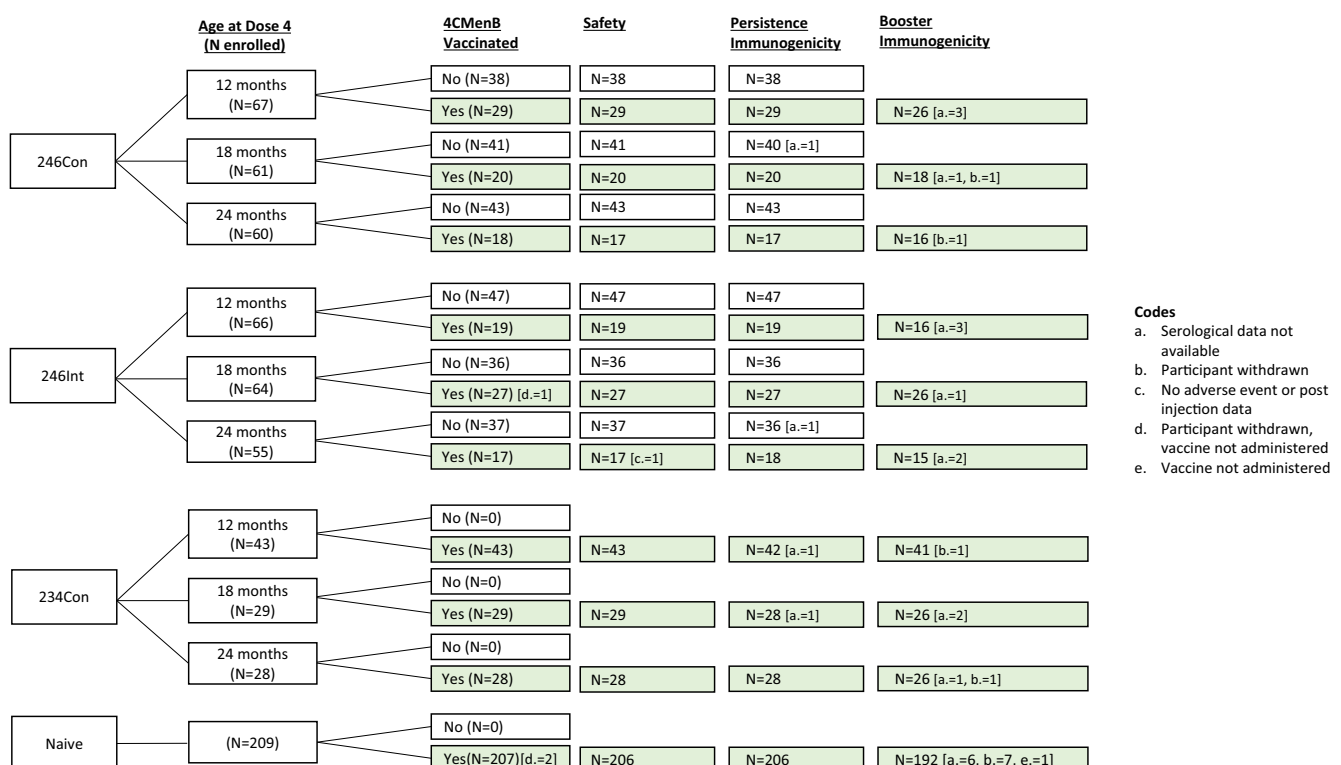 Age at Dose 4
(N enrolled)
4CMenB
Vaccinated
Safety
Persistence
Immunogenicity
Booster
Immunogenicity
246Con
12 months
(N=67)
No (N=38)
N=38
N=38
Yes (N=29)
N=29
N=29
N=26 [a.=3]
18 months
(N=61)
No (N=41)
N=41
N=40 [a.=1]
Yes (N=20)
N=20
N=20
N=18 [a.=1, b.=1]
24 months
(N=60)
No (N=43)
N=43
N=43
Yes (N=18)
N=17
N=17
N=16 [b.=1]
246Int
12 months
(N=66)
No (N=47)
N=47
N=47
Yes (N=19)
N=19
N=19
N=16 [a.=3]
18 months
(N=64)
No (N=36)
N=36
N=36
Yes (N=27) [d.=1]
N=27
N=27
N=26 [a.=1]
24 months
(N=55)
No (N=37)
N=37
N=36 [a.=1]
Yes (N=17)
N=17 [c.=1]
N=18
N=15 [a.=2]
234Con
12 months
(N=43)
No (N=0)
Yes (N=43)
N=43
N=42 [a.=1]
N=41 [b.=1]
18 months
(N=29)
No (N=0)
Yes (N=29)
N=29
N=28 [a.=1]
N=26 [a.=2]
24 months
(N=28)
No (N=0)
Yes (N=28)
N=28
N=28
N=26 [a.=1, b.=1]
Naive
(N=209)
No (N=0)
Yes(N=207)[d.=2]
N=206
N=206
N=192 [a.=6, b.=7, e.=1]
Codes
a. Serological data not
available
b. Participant withdrawn
c. No adverse event or post
injection data
d. Participant withdrawn,
vaccine not administered
e. Vaccine not administered